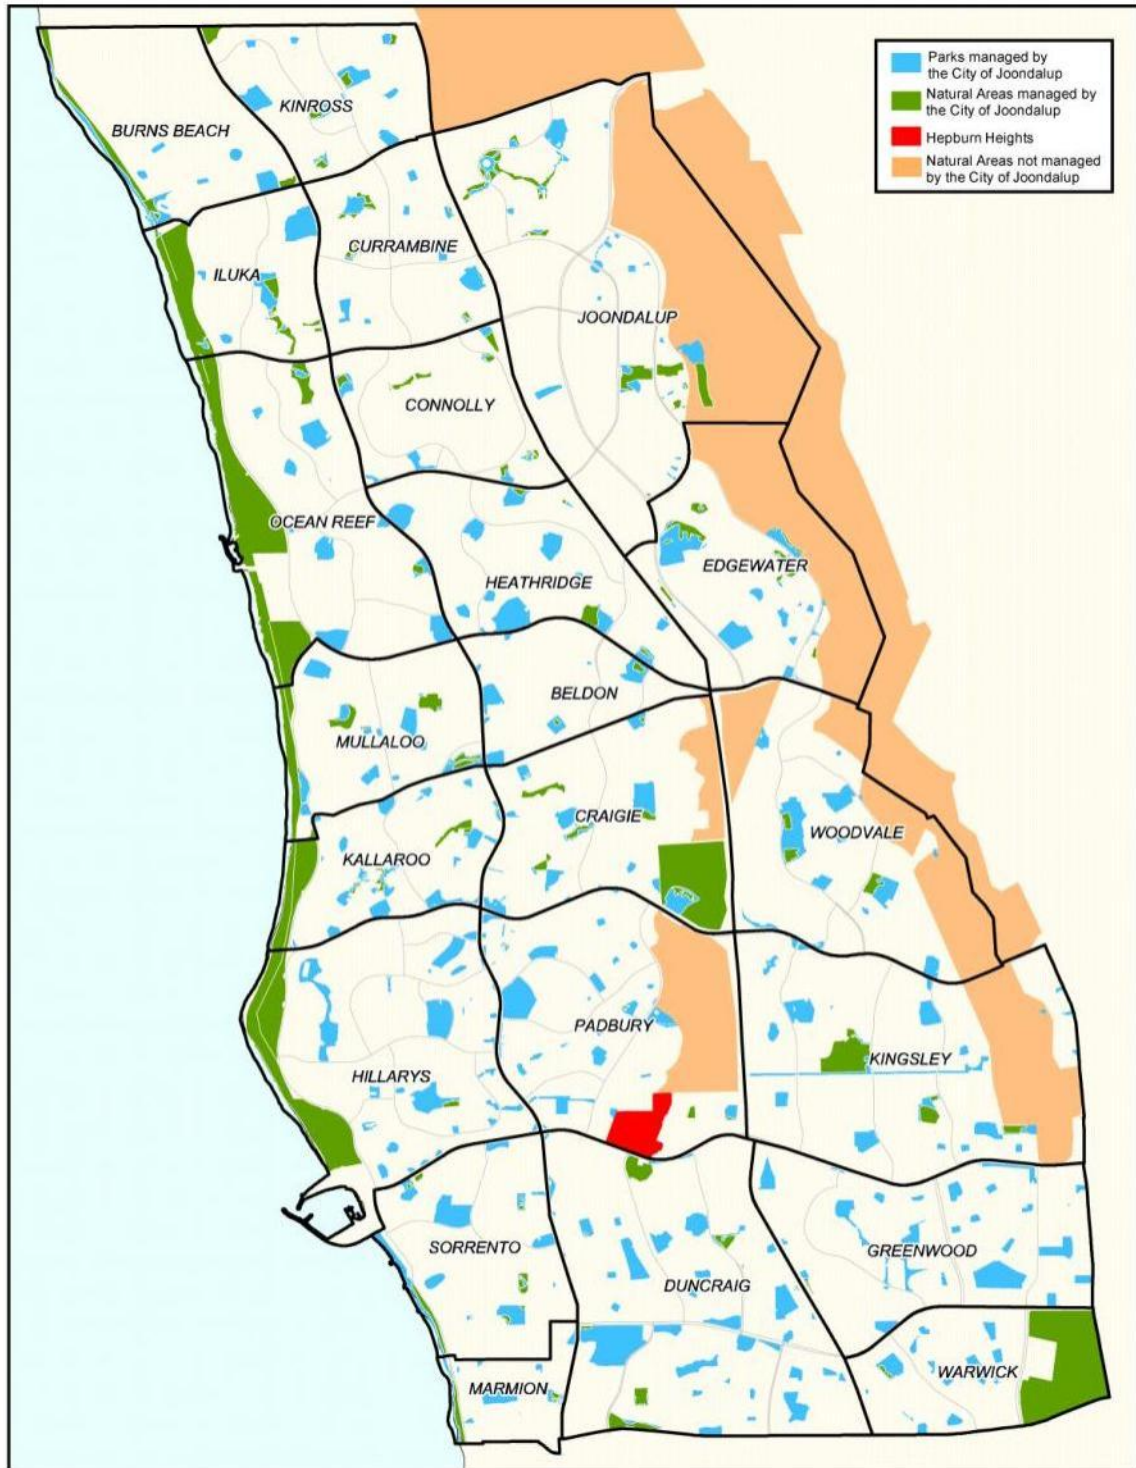 Parks managed by
the City of Joondalup
Natural Areas managed by
the City of Joondalup
Hepburn Heights
Natural Areas not managed
by the City of Joondalup
KINROSS
BURNS BEACH
CURRAMBINE
ILUKA
JOONDALUP
CONNOLLY
OCEAN REEF
EDGEWATER
HEATHRIDGE
BELDON
MULLALOO
CRAIGIE
WOODVALE
KALLAROO
PADBURY
KINGSLEY
HILLARYS
SORRENTO
GREENWOOD
DUNCRAIG
WARWICK
MARMION